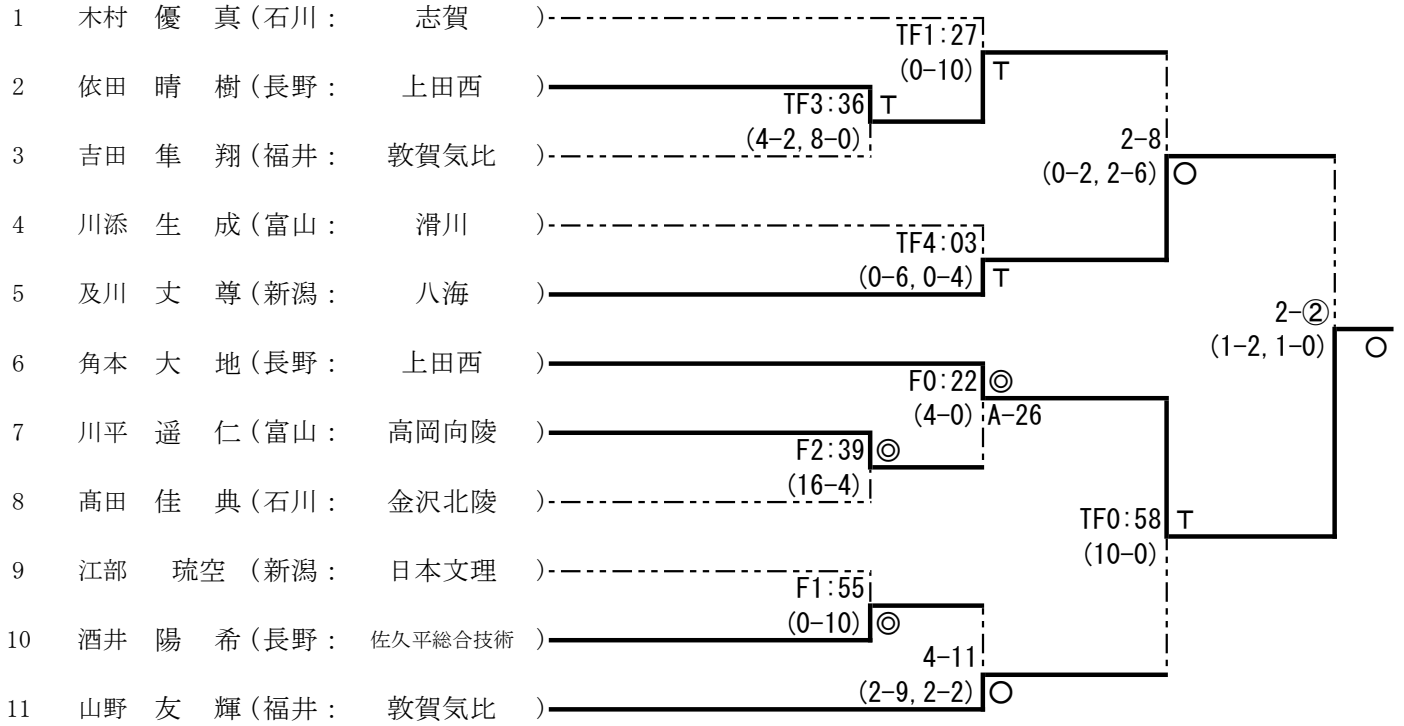 1 木村 優 真 (石川 : 志賀 )
TF1:27
(0-10) T
2 依田 晴 樹 (長野 : 上田西 )
TF3:36 T
(4-2, 8-0)
3 吉田 隼 翔 (福井 : 敦賀気比 )
2-8
(0-2, 2-6) ○
4 川添 生 成 (富山 : 滑川 )
TF4:03
(0-6, 0-4) T
5 及川 丈 尊 (新潟 : 八海 )
2-②
(1-2, 1-0) ○
6 角本 大 地 (長野 : 上田西 )
F0:22 ◎
(4-0) A-26
7 川平 遥 仁 (富山 : 高岡向陵 )
F2:39 ◎
(16-4)
8 髙田 佳 典 (石川 : 金沢北陵 )
TF0:58 T
(10-0)
9 江部 琉空 (新潟 : 日本文理 )
F1:55
(0-10) ◎
10 酒井 陽 希 (長野 : 佐久平総合技術 )
4-11
(2-9, 2-2) ○
11 山野 友 輝 (福井 : 敦賀気比 )